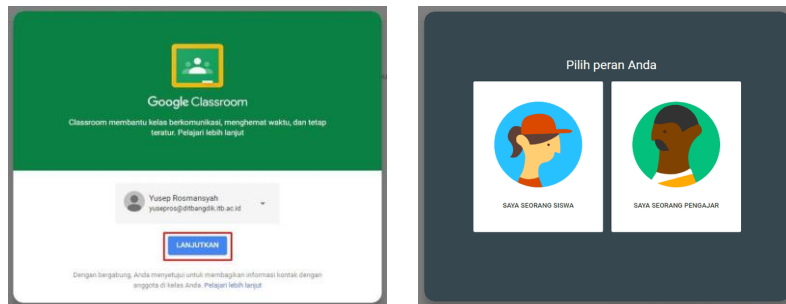 Google Classroom
Classroom membantu kelas berkomunikasi, menghemat waktu, dan tetap
teratur. Pelajari lebih lanjut
Yusep Rosmansyah
yusepros@ditbangdik.itb.ac.id
LANJUTKAN
Dengan bergabung, Anda menyetujui untuk membagikan informasi kontak dengan
anggota di kelas Anda. Pelajari lebih lanjut
Pilih peran Anda
SAYA SEORANG SISWA
SAYA SEORANG PENGAJAR